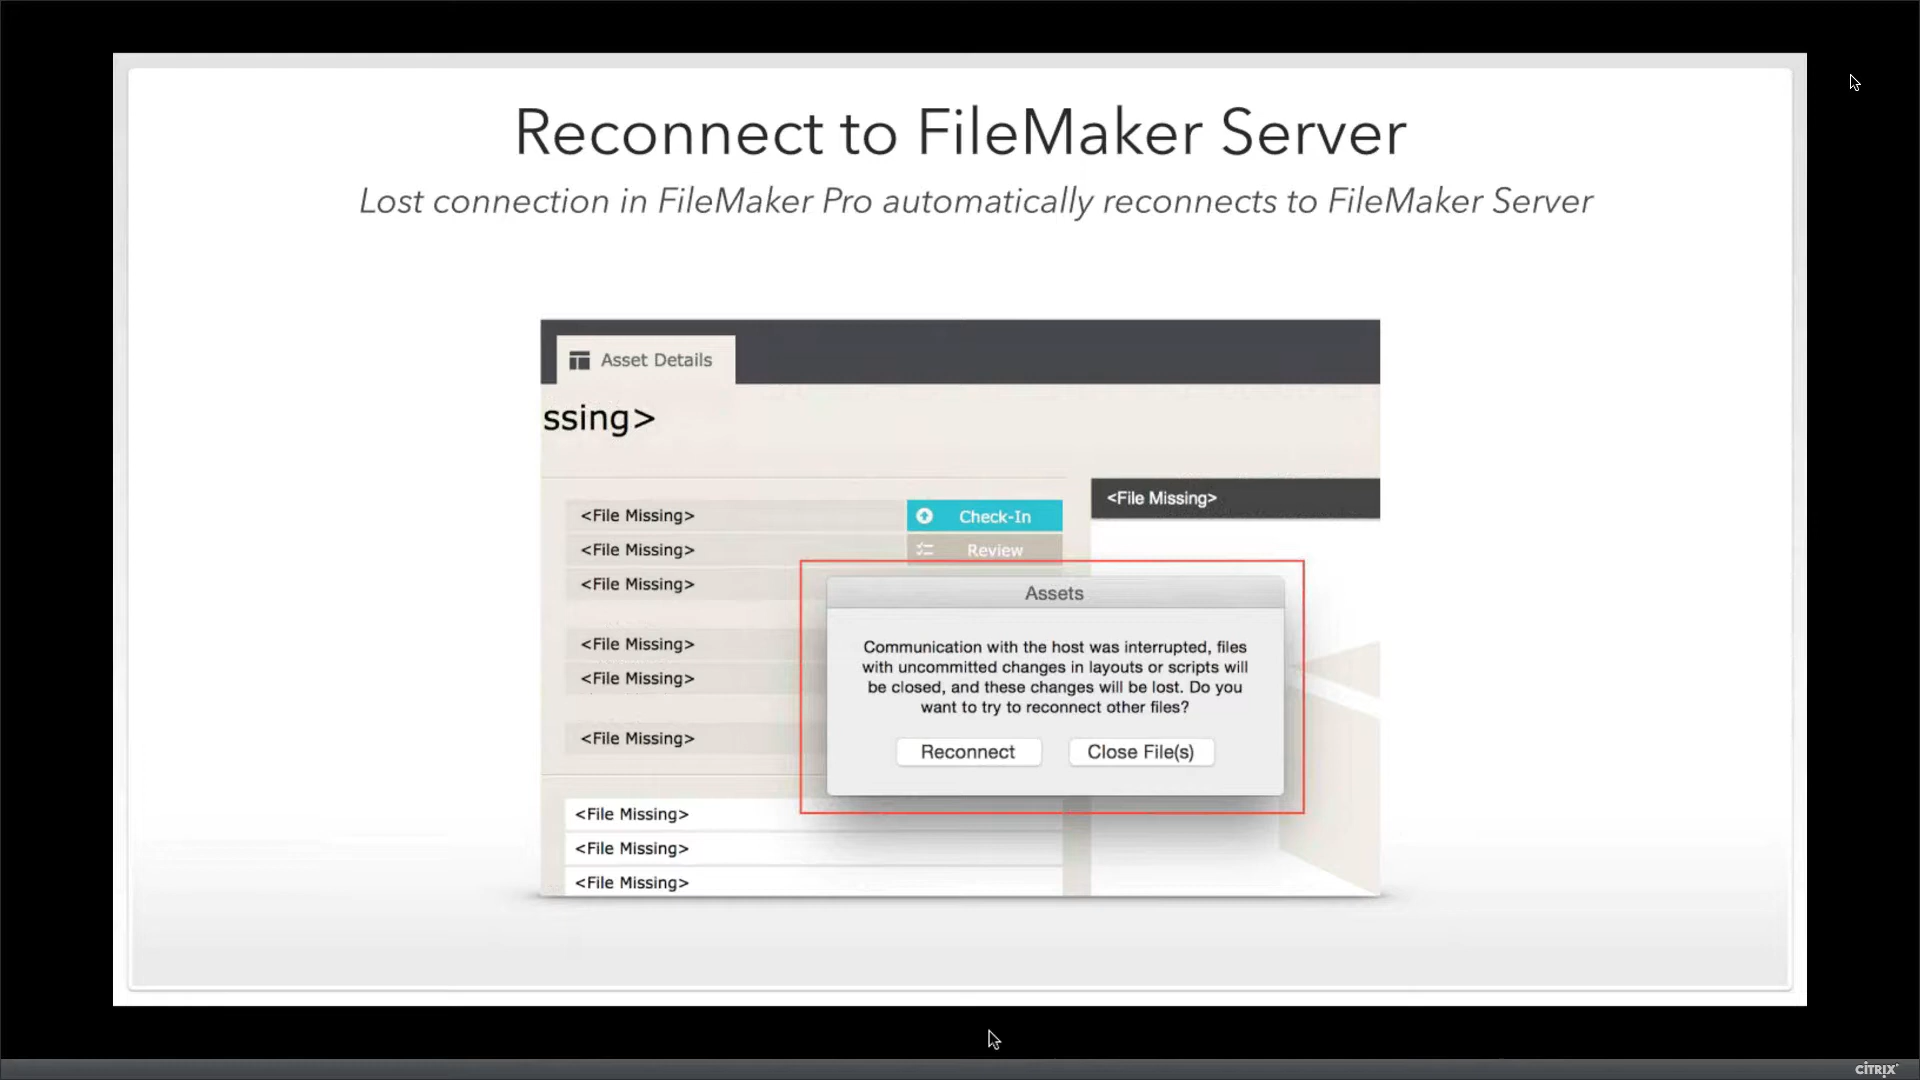 Reconnect to FileMaker Server
Lost connection in FileMaker Pro automatically reconnects to FileMaker Server
Asset Details
ssing>
<File Missing>
Check-In
<File Missing>
<File Missing>
Review
<File Missing>
Assets
<File Missing>
Communication with the host was interrupted, files
with uncommitted changes in layouts or scripts will
be closed, and these changes will be lost. Do you
want to try to reconnect other files?
<File Missing>
<File Missing>
Reconnect
Close File(s)
<File Missing>
<File Missing>
<File Missing>
CITRIX